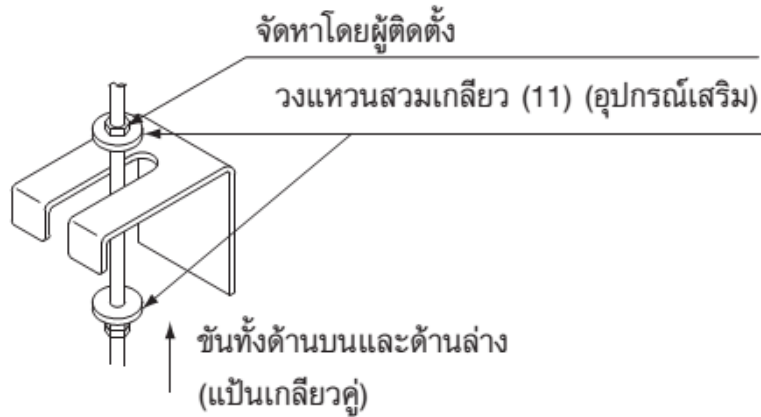 จัดหาโดยผู้ติดตั้ง
วงแหวนสวมเกลียว (11) (อุปกรณ์เสริม)
ขันทั้งด้านบนและด้านล่าง
(แป้นเกลียวคู่)